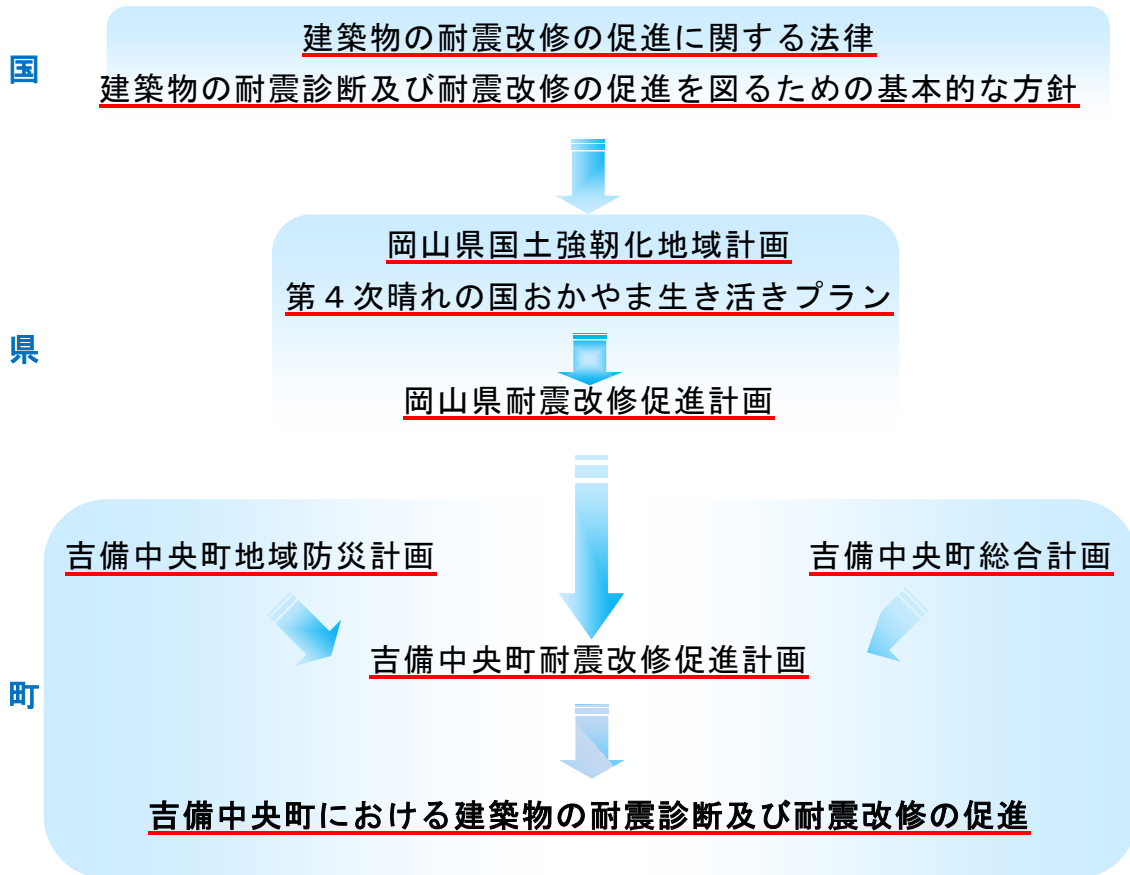 国
建築物の耐震改修の促進に関する法律
建築物の耐震診断及び耐震改修の促進を図るための基本的な方針
県
岡山県国土強靭化地域計画
第４次晴れの国おかやま生き活きプラン
岡山県耐震改修促進計画
町
吉備中央町地域防災計画
吉備中央町総合計画
吉備中央町耐震改修促進計画
吉備中央町における建築物の耐震診断及び耐震改修の促進